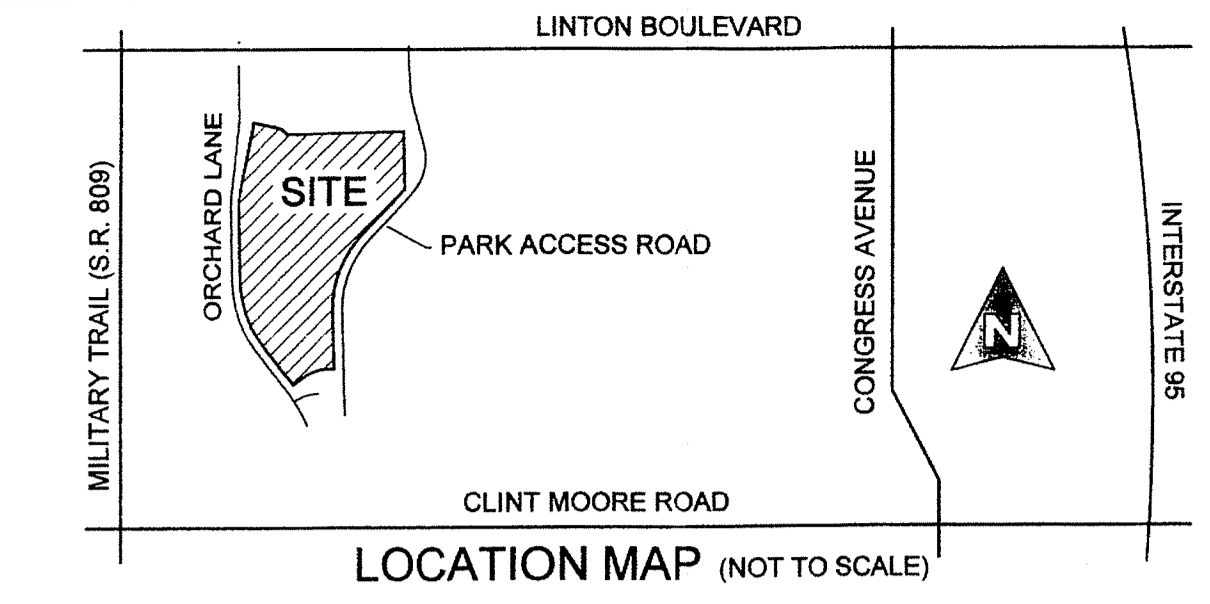 LINTON BOULEVARD
MILITARY TRAIL (S.R. 809)
ORCHARD LANE
SITE
PARK ACCESS ROAD
CONGRESS AVENUE
N
INTERSTATE 95
CLINT MOORE ROAD
LOCATION MAP (NOT TO SCALE)